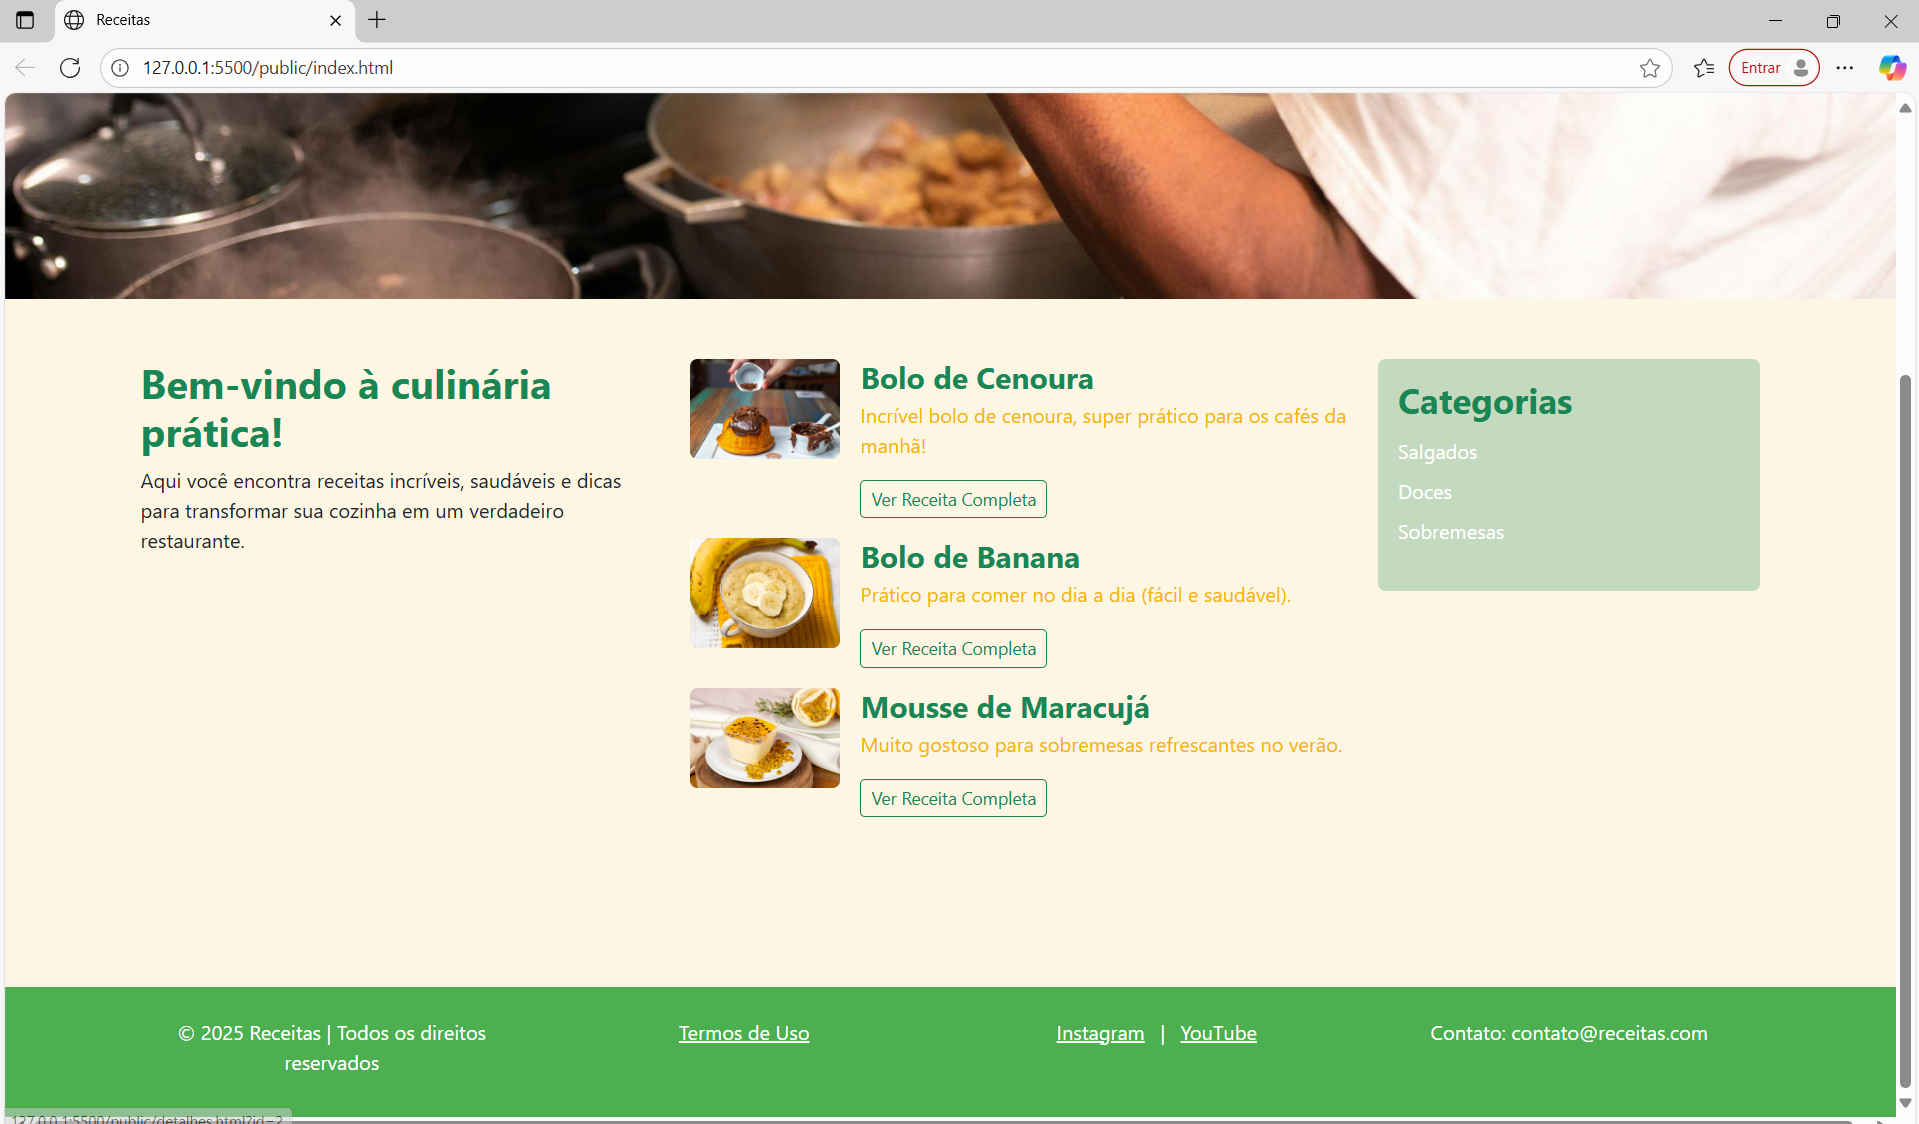 Receitas
127.0.0.1:5500/public/index.html
Entrar
Bem-vindo à culinária
prática!
Aqui você encontra receitas incríveis, saudáveis e dicas
para transformar sua cozinha em um verdadeiro
restaurante.
Bolo de Cenoura
Incrível bolo de cenoura, super prático para os cafés da
manhã!
Ver Receita Completa
Bolo de Banana
Prático para comer no dia a dia (fácil e saudável).
Ver Receita Completa
Mousse de Maracujá
Muito gostoso para sobremesas refrescantes no verão.
Ver Receita Completa
Categorias
Salgados
Doces
Sobremesas
© 2025 Receitas | Todos os direitos
reservados
Termos de Uso
Instagram | YouTube
Contato: contato@receitas.com
127.0.0.1:5500/public/detalhes.html?id=2